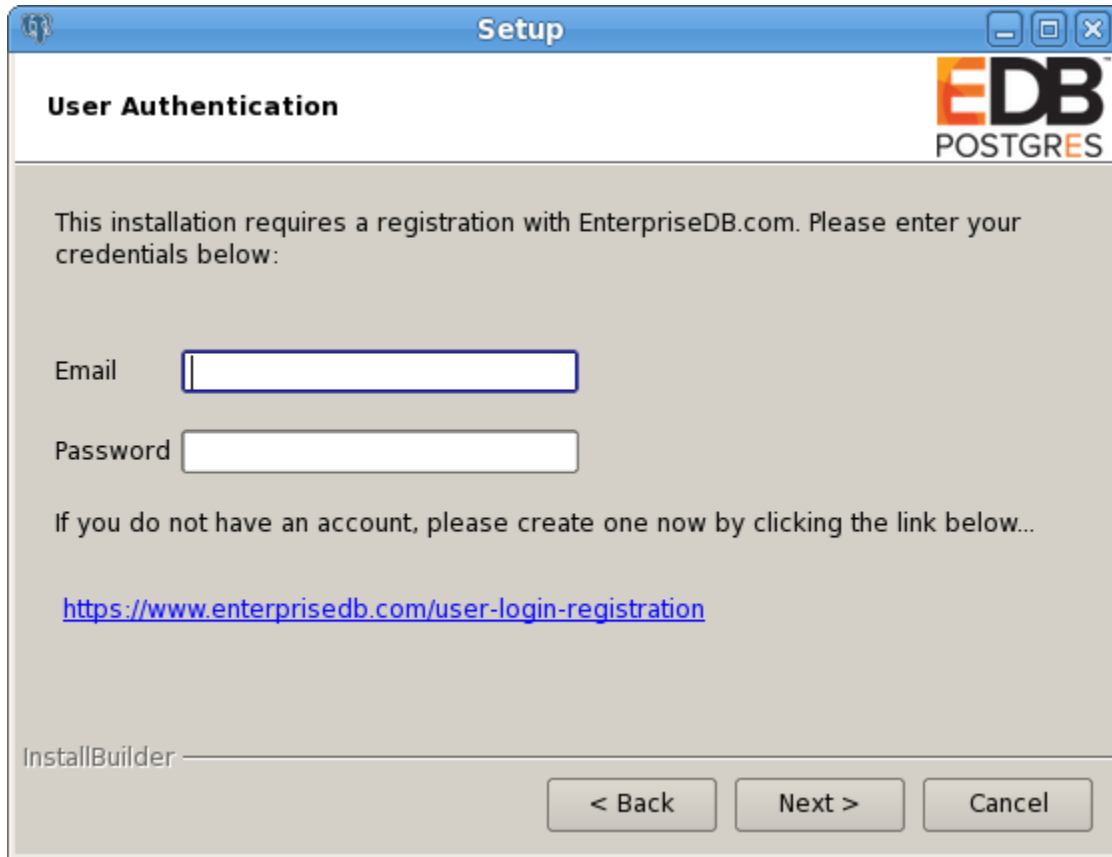 Setup
User Authentication
EDB™
POSTGRES
This installation requires a registration with EnterpriseDB.com. Please enter your
credentials below:
Email
Password
If you do not have an account, please create one now by clicking the link below...
https://www.enterprisedb.com/user-login-registration
InstallBuilder
< Back
Next >
Cancel